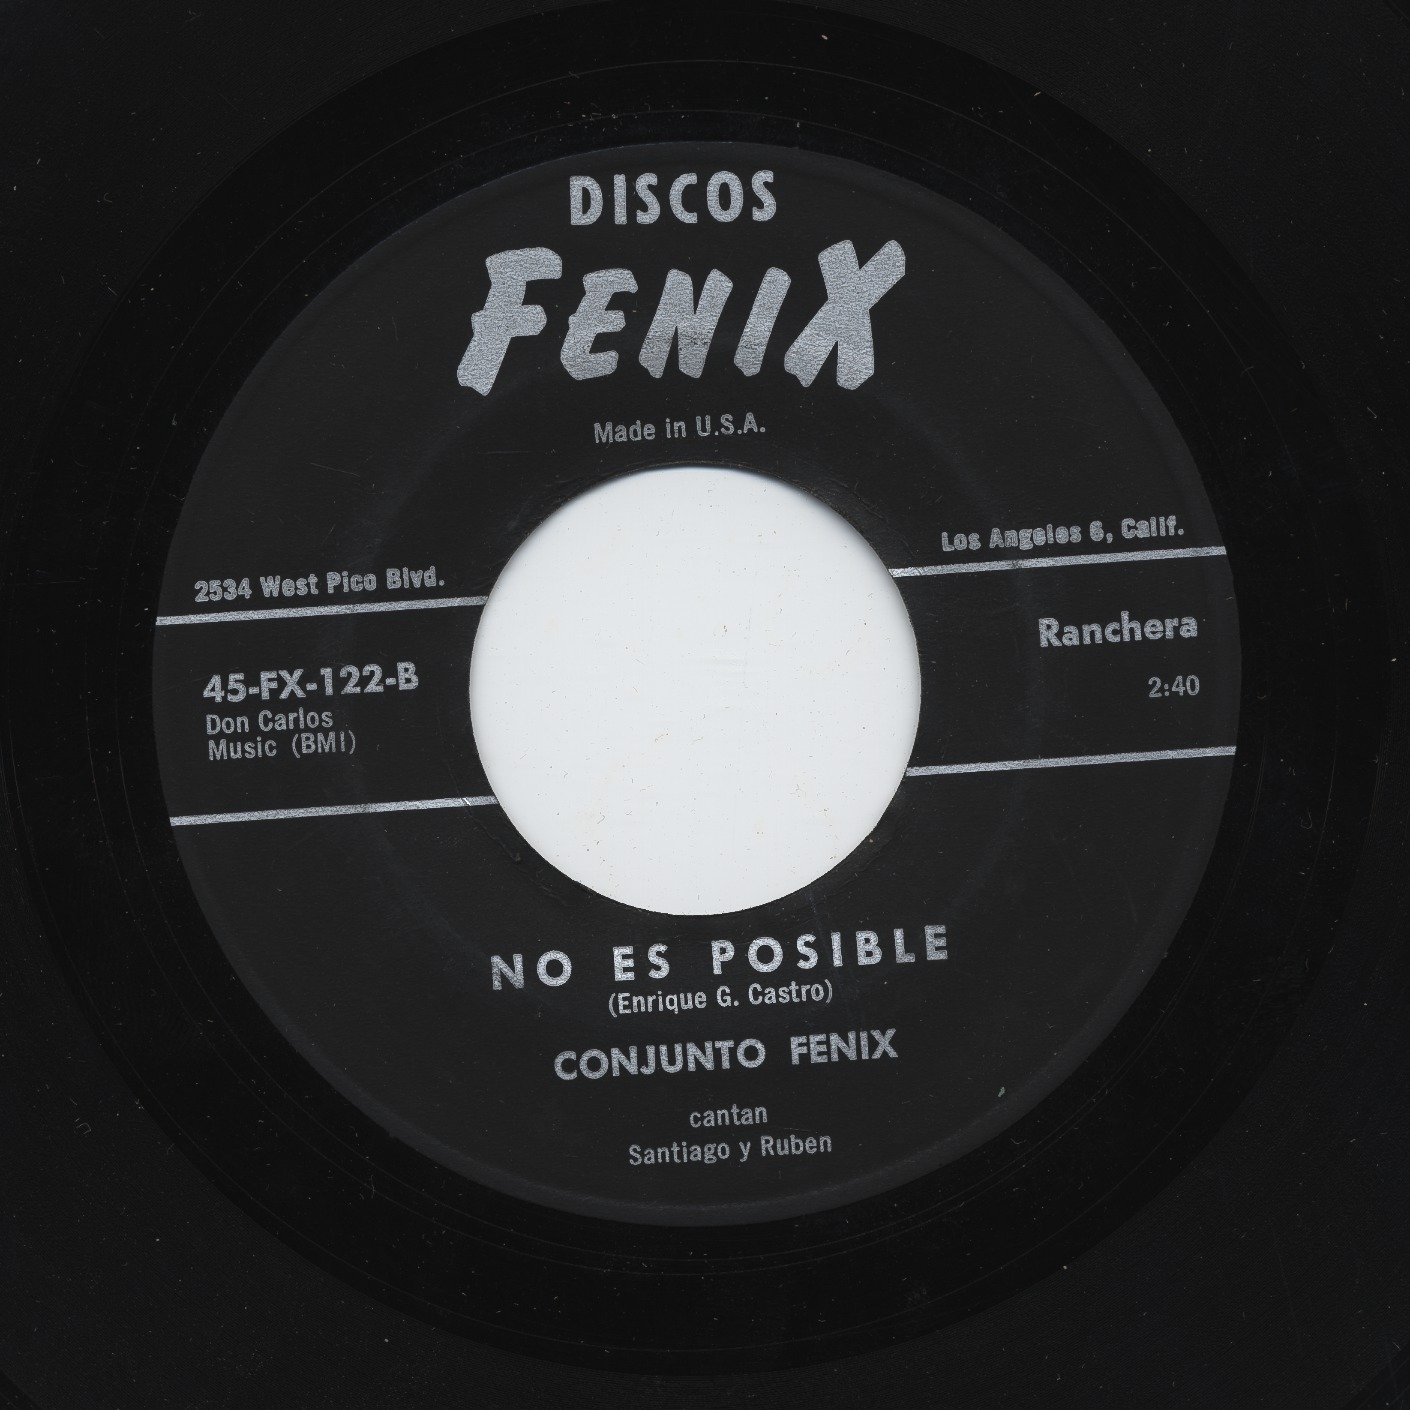 DISCOS
FENIX
Made in U.S.A.
2534 West Pico Blvd.
Los Angeles 6, Calif.
45-FX-122-B
Don Carlos
Music (BMI)
Ranchera
2:40
NO ES POSIBLE
(Enrique G. Castro)
CONJUNTO FENIX
cantan
Santiago y Ruben